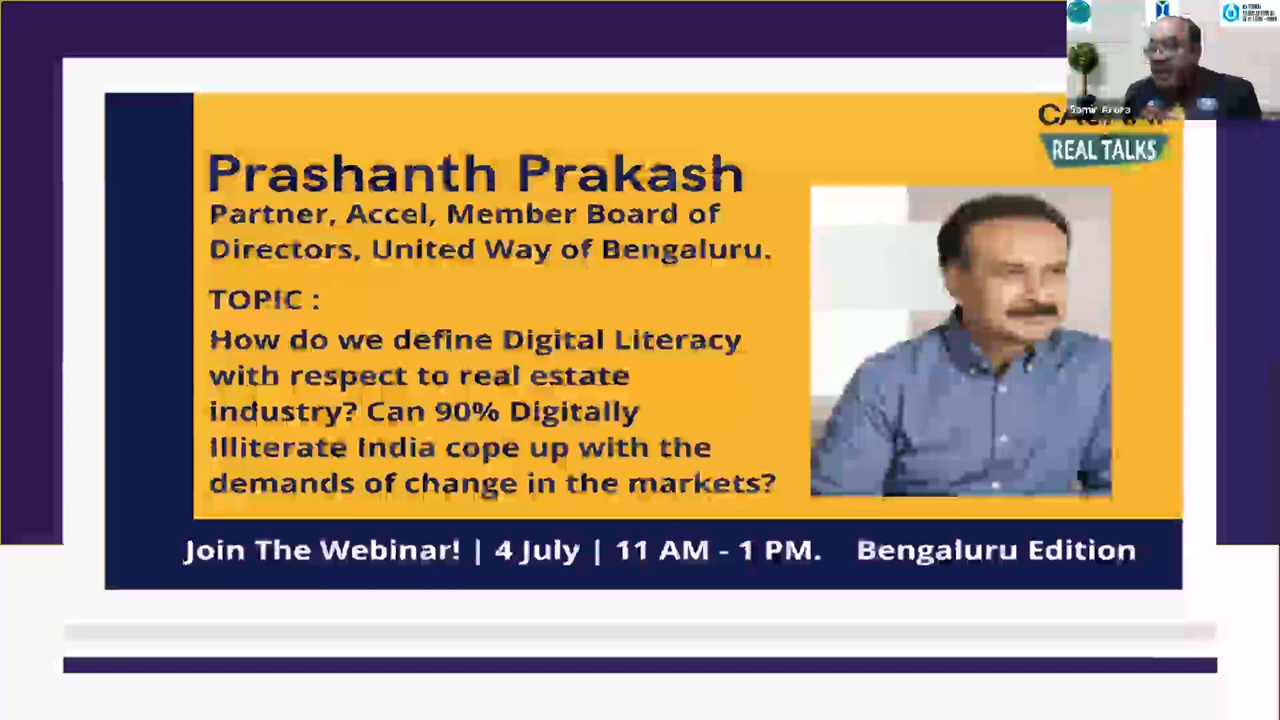 Prashanth Prakash
Partner, Accel, Member Board of
Directors, United Way of Bengaluru.
TOPIC :
How do we define Digital Literacy
with respect to real estate
industry? Can 90% Digitally
Illiterate India cope up with the
demands of change in the markets?
REAL TALKS
Join The Webinar! | 4 July | 11 AM - 1 PM. Bengaluru Edition